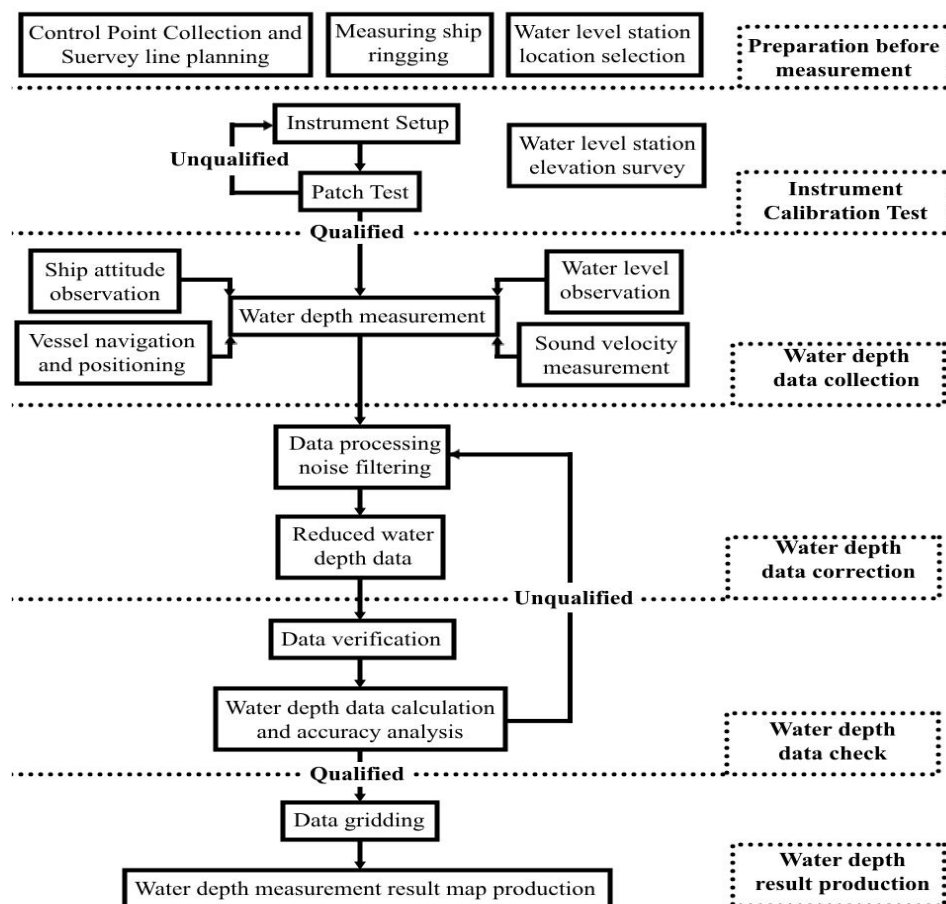 Control Point Collection and
Suervey line planning
Measuring ship
ringging
Water level station
location selection
Preparation before
measurement
Instrument Setup
Unqualified
Patch Test
Water level station
elevation survey
Instrument
Calibration Test
Qualified
Ship attitude
observation
Water level
observation
Water depth measurement
Vessel navigation
and positioning
Sound velocity
measurement
Water depth
data collection
Data processing
noise filtering
Reduced water
depth data
Water depth
data correction
Unqualified
Data verification
Water depth data calculation
and accuracy analysis
Water depth
data check
Qualified
Data gridding
Water depth measurement result map production
Water depth
result production